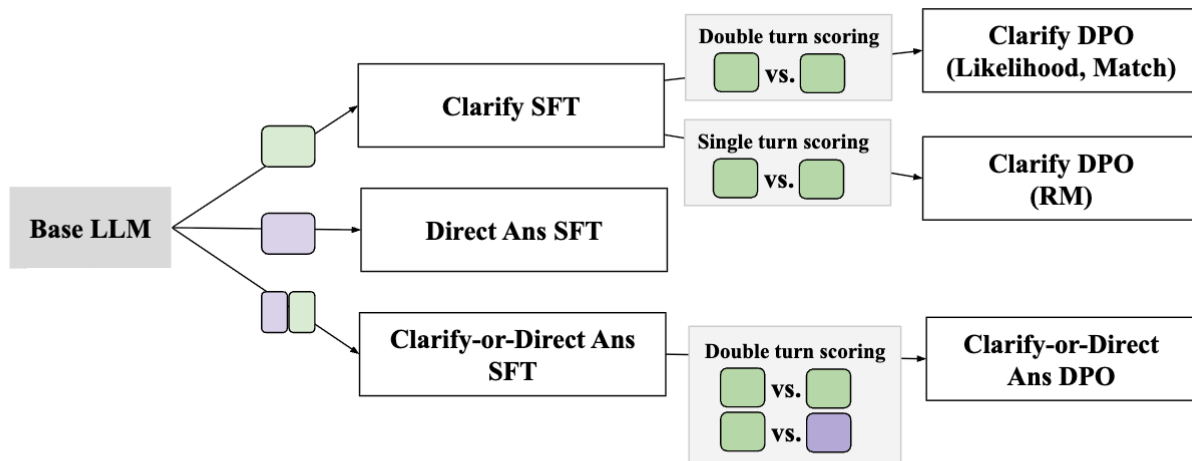 Base LLM
Clarify SFT
Direct Ans SFT
Clarify-or-Direct Ans
SFT
Double turn scoring
vs.
Single turn scoring
vs.
Double turn scoring
vs.
vs.
Clarify DPO
(Likelihood, Match)
Clarify DPO
(RM)
Clarify-or-Direct
Ans DPO